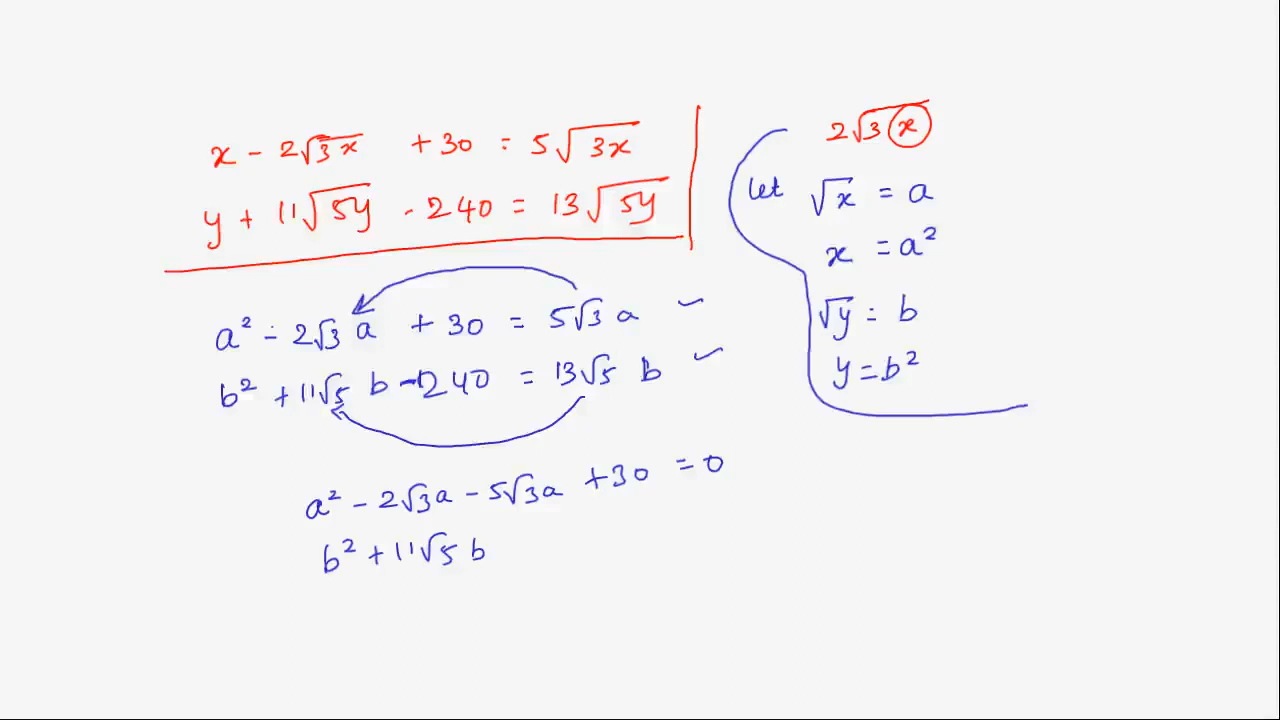 x - 2√3x + 30 = 5√3x
y + 11√5y - 240 = 13√5y
a² - 2√3 a + 30 = 5√3 a
b² + 11√5 b - 240 = 13√5 b
a² - 2√3a - 5√3a + 30 = 0
b² + 11√5 b
2√3x
let √x = a
x = a²
√y = b
y = b²